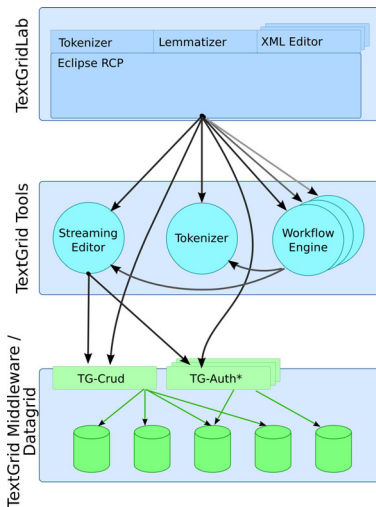 TextGridLab
Tokenizer
Lemmatizer
XML Editor
Eclipse RCP
TextGrid Tools
Streaming
Editor
Tokenizer
Workflow
Engine
TextGrid Middleware /
Datagrid
TG-Crud
TG-Auth*